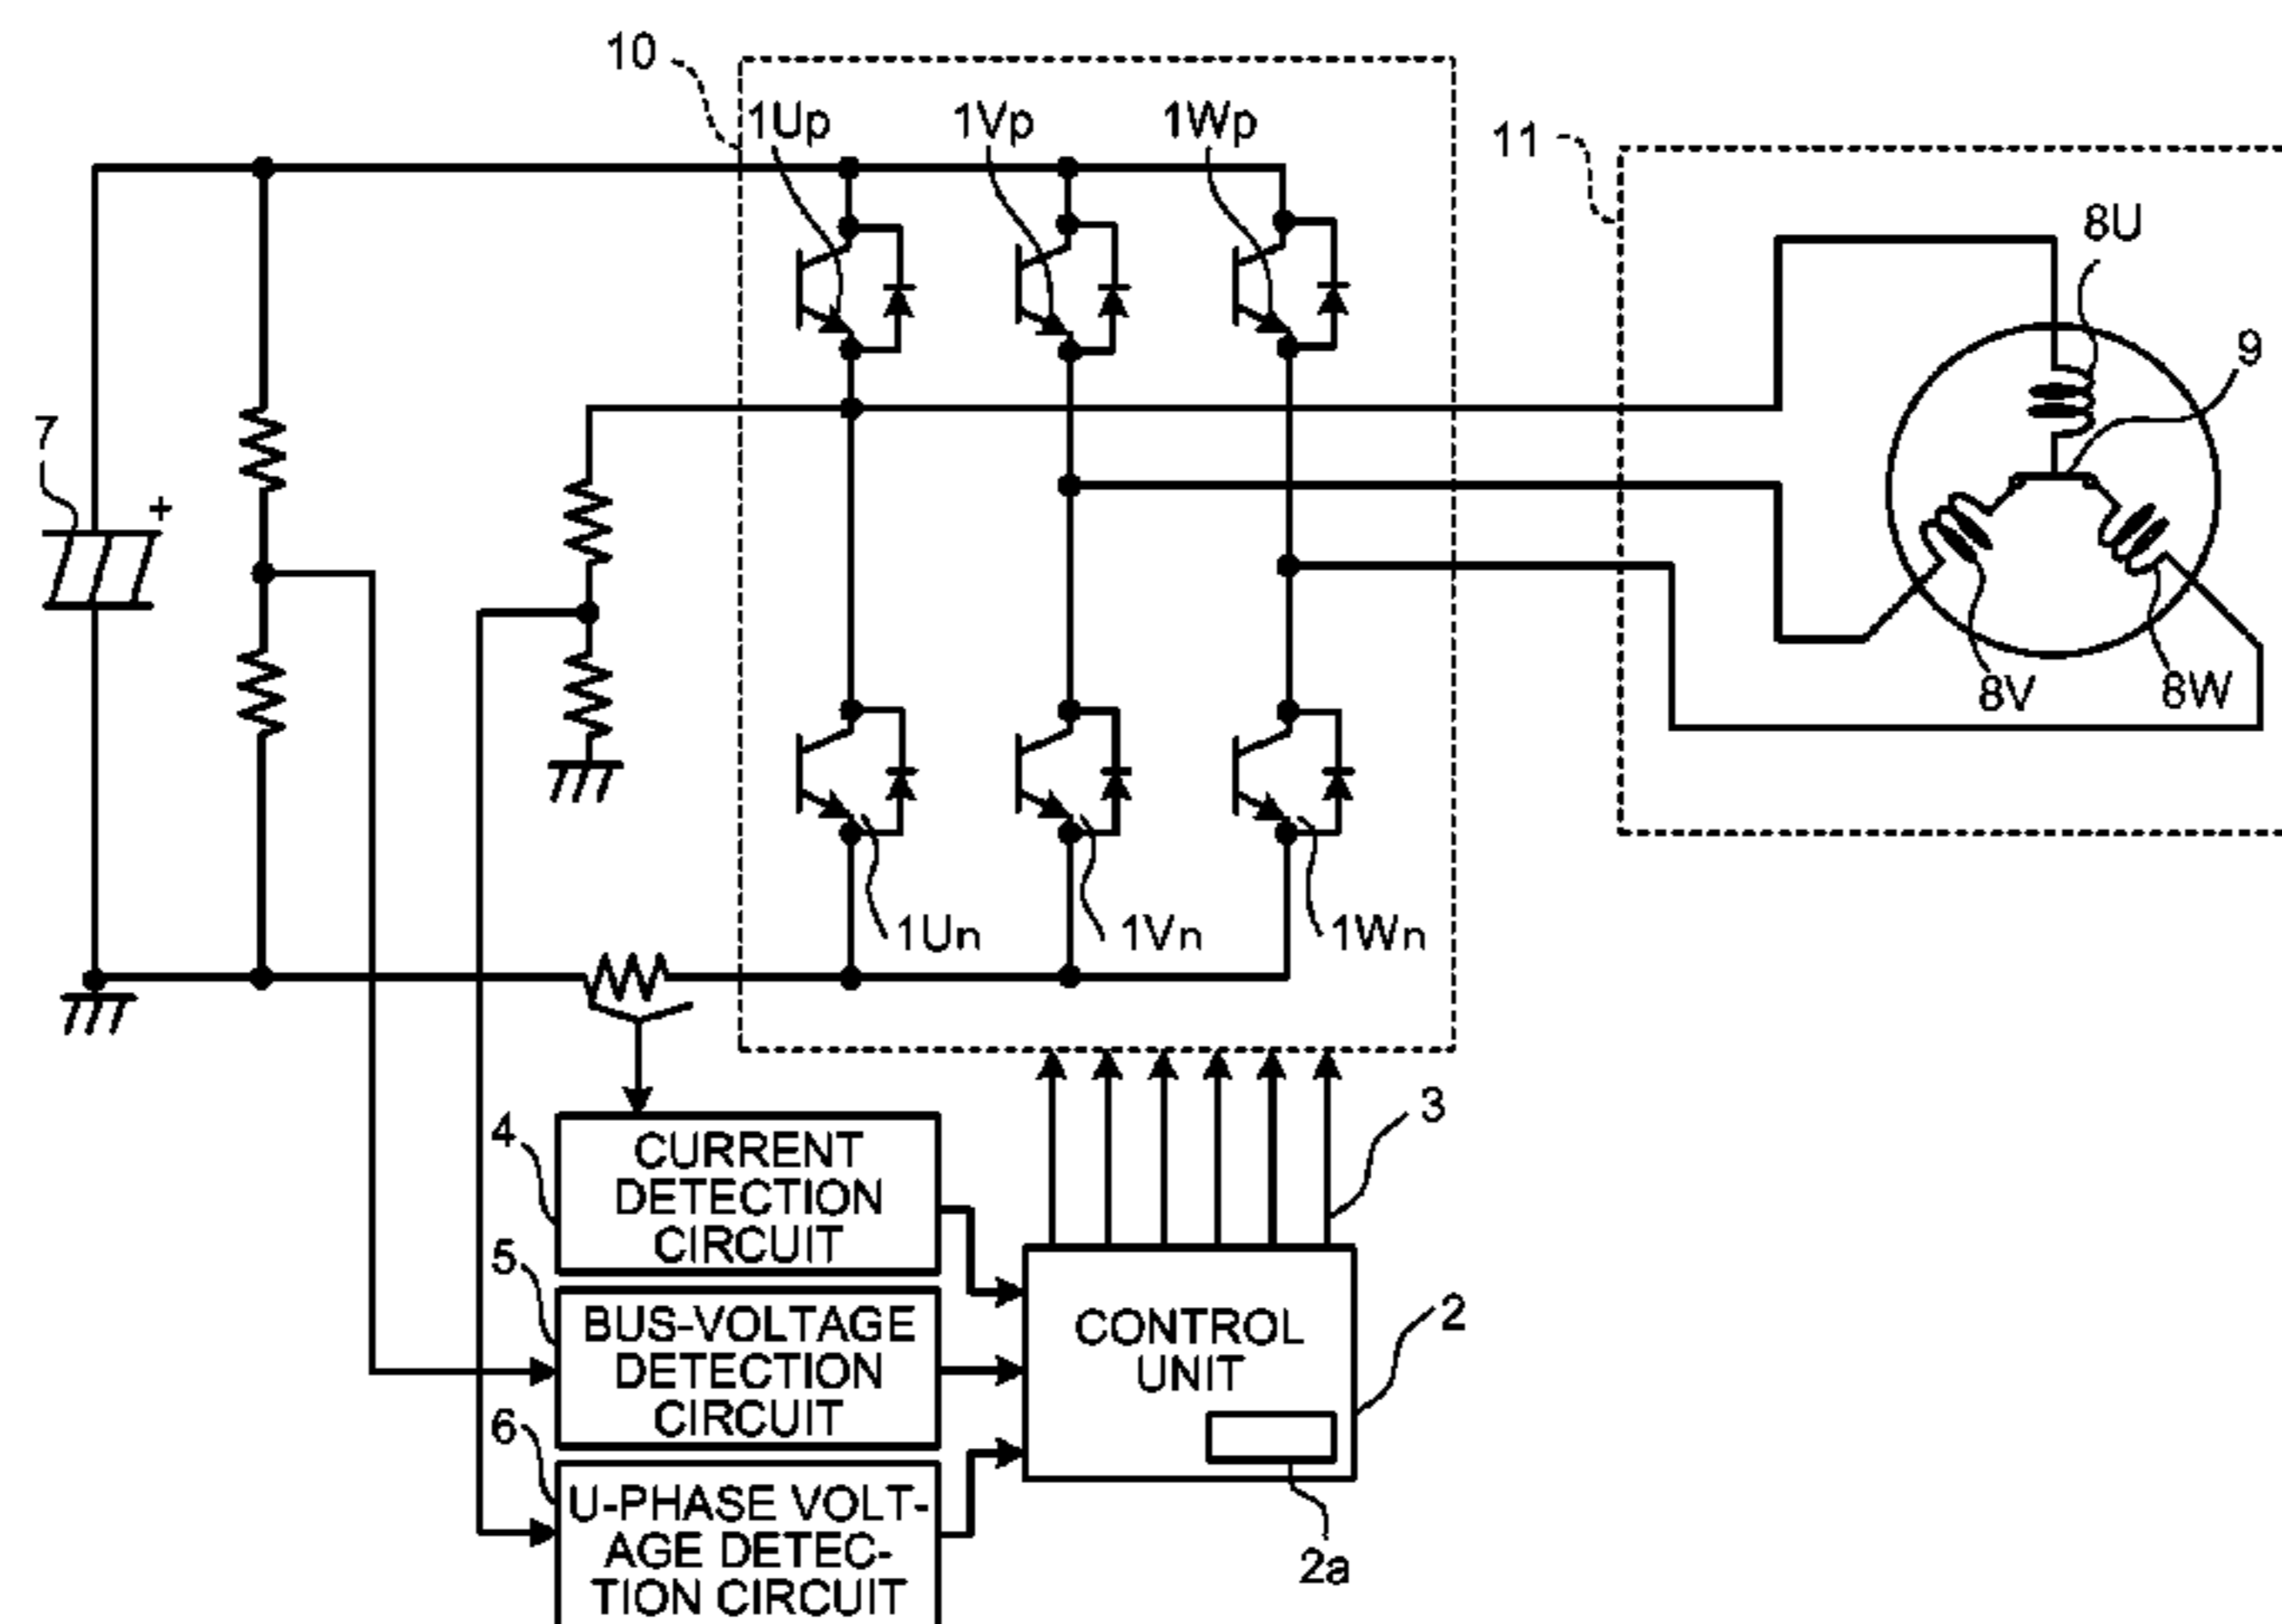 10
1Up
1Vp
1Wp
11
8U
9
7
+
8V
8W
1Un
1Vn
1Wn
3
4
CURRENT
DETECTION
CIRCUIT
5
BUS-VOLTAGE
DETECTION
CIRCUIT
CONTROL
UNIT
2
6
U-PHASE VOLT-
AGE DETEC-
TION CIRCUIT
2a